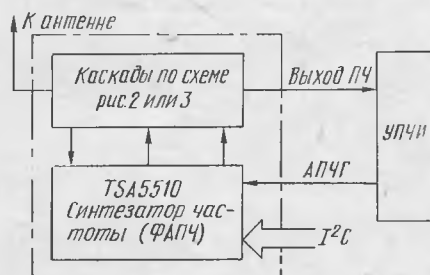 К антенне
Каскады по схеме
рис. 2 или 3
Выход ПЧ
УПЧИ
TSA5510
Синтезатор час-
тоты (ФАПЧ)
АПЧГ
I²C